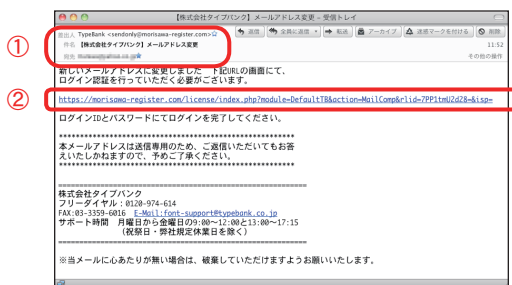 【株式会社タイプバンク】メールアドレス変更 – 受信トレイ
差出人 TypeBank <sendonly@morisawa-register.com>☆
返信 全員に返信 転送 アーカイブ 迷惑マークを付ける 削除
①
件名 【株式会社タイプバンク】メールアドレス変更 11:52
宛先 その他の操作
新しいメールアドレスに変更しました 下記URLの画面にて、
ログイン認証を行っていただく必要がございます。
②
https://morisawa-register.com/license/index.php?module=DefaultTB&action=MailComp&rlid=7PP1tmUZdZ8=&isp=
ログインIDとパスワードにてログインを完了してください。
**************************************************
本メールアドレスは送信専用のため、ご返信いただいてもお答
えいたしかねますので、予めご了承ください。
**************************************************
==================================================
株式会社タイプバンク
フリーダイヤル：0120-974-614
FAX:03-3359-6016 E-Mail:font-support@typebank.co.jp
サポート時間 月曜日から金曜日の9:00~12:00と13:00~17:15
(祝祭日・弊社規定休業日を除く)
==================================================
※当メールに心あたりが無い場合は、破棄していただけますようお願いいたします。